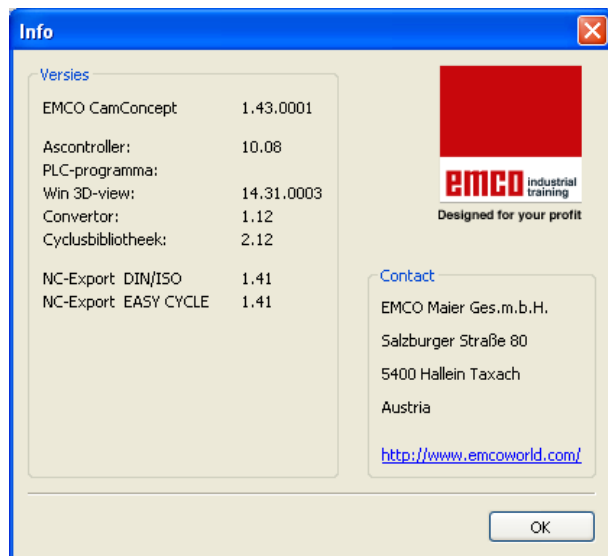 Info
Versies
EMCO CamConcept 1.43.0001
Ascontroller: 10.08
PLC-programma:
Win 3D-view: 14.31.0003
Convertor: 1.12
Cyclusbibliotheek: 2.12
NC-Export DIN/ISO 1.41
NC-Export EASY CYCLE 1.41
emco industrial training
Designed for your profit
Contact
EMCO Maier Ges.m.b.H.
Salzburger Straße 80
5400 Hallein Taxach
Austria
http://www.emcoworld.com/
OK